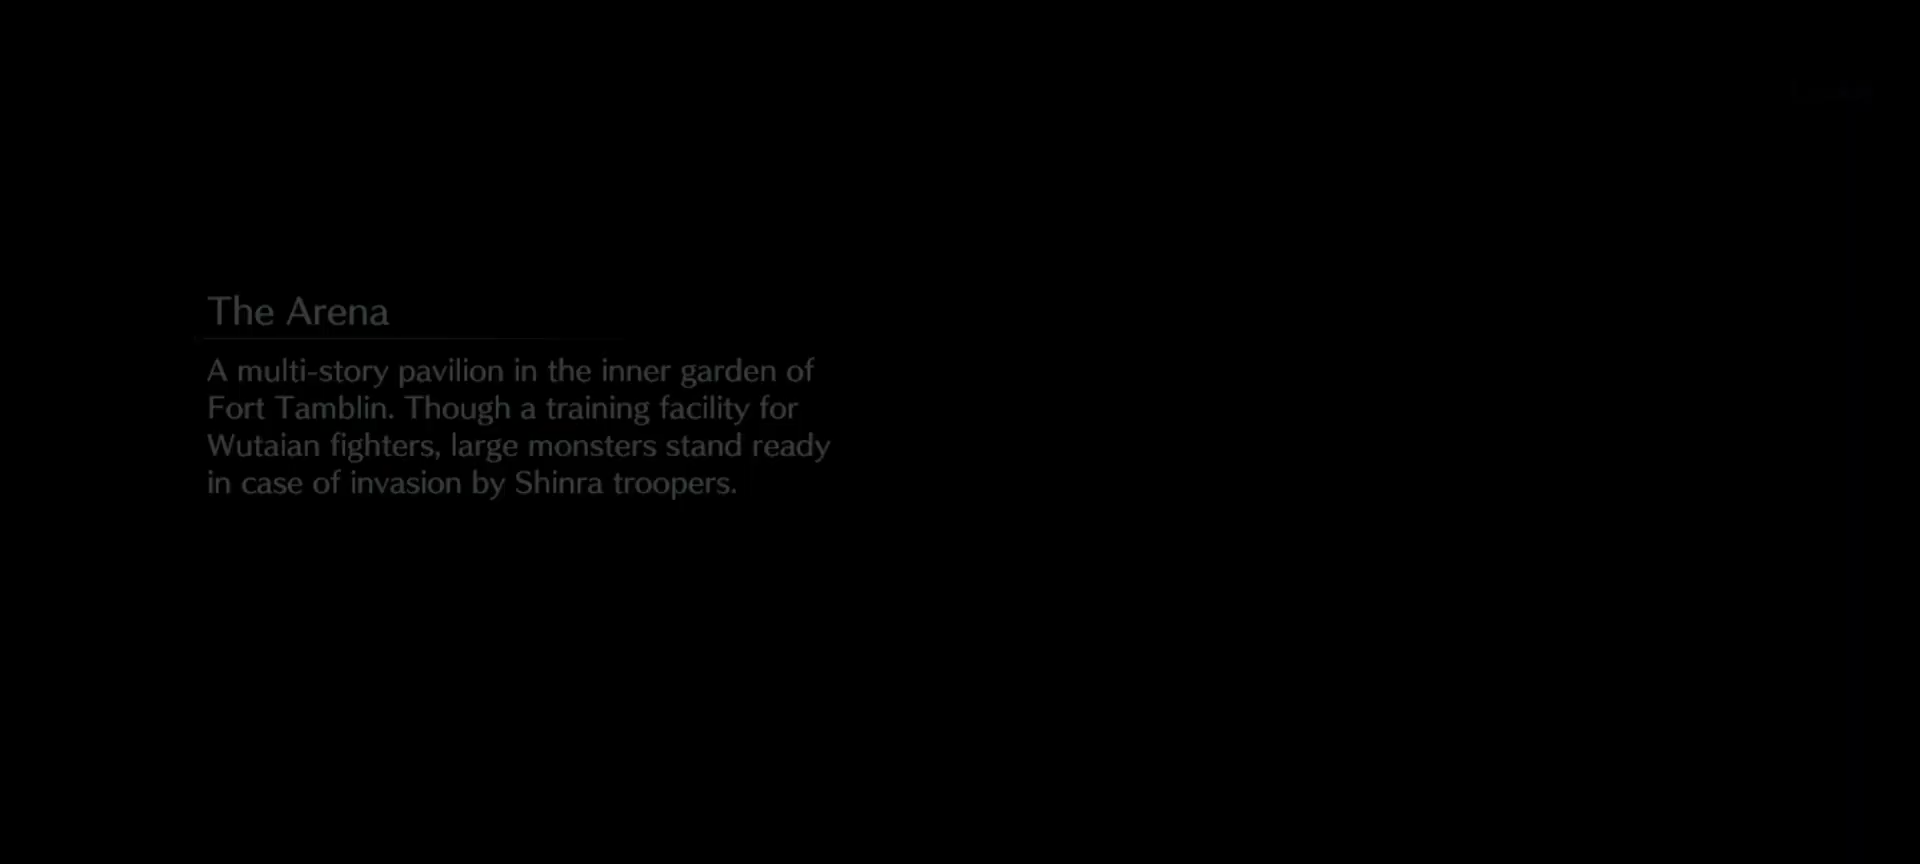 The Arena
A multi-story pavilion in the inner garden of
Fort Tamblin. Though a training facility for
Wutaian fighters, large monsters stand ready
in case of invasion by Shinra troopers.